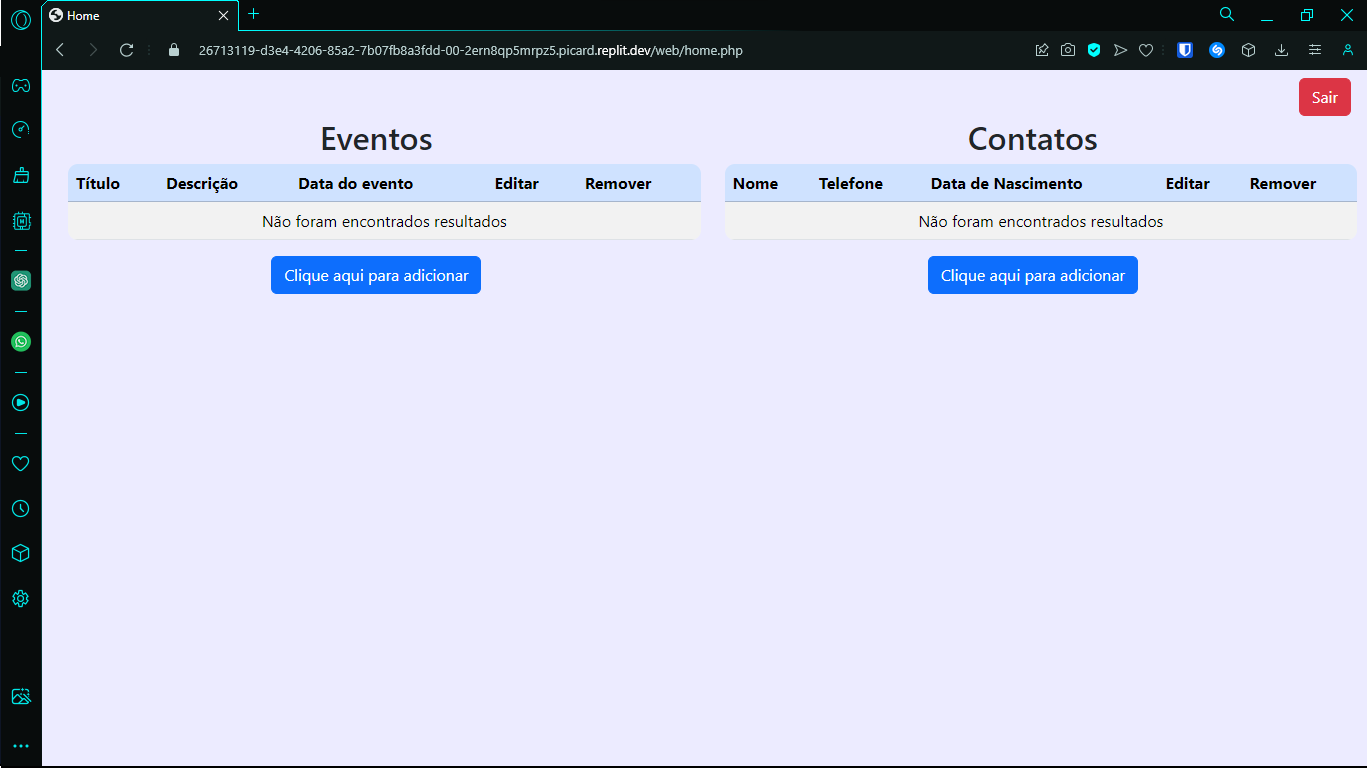 Home
26713119-d3e4-4206-85a2-7b07fb8a3fdd-00-2ern8qp5mrpz5.picard.replit.dev/web/home.php
Sair
Eventos
Título Descrição Data do evento Editar Remover
Não foram encontrados resultados
Clique aqui para adicionar
Contatos
Nome Telefone Data de Nascimento Editar Remover
Não foram encontrados resultados
Clique aqui para adicionar